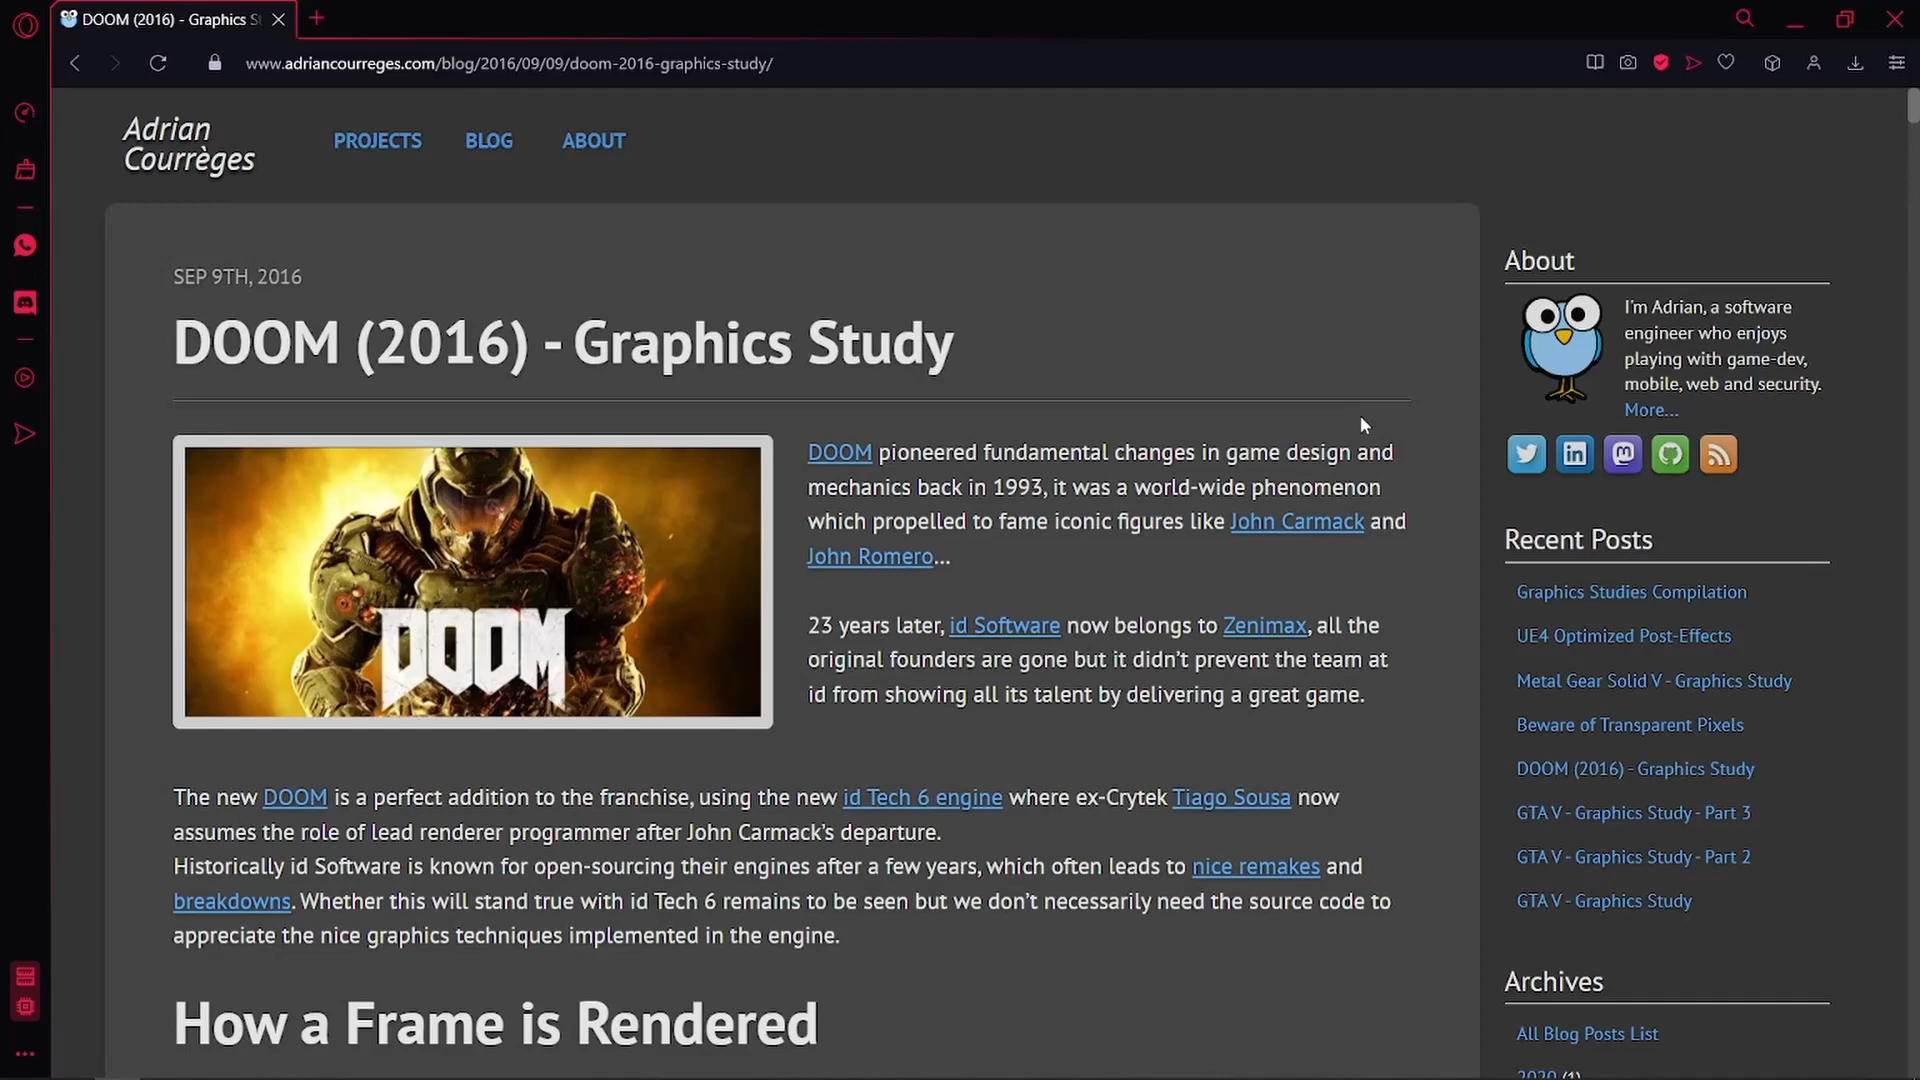 DOOM (2016) - Graphics S
www.adriancourreges.com/blog/2016/09/09/doom-2016-graphics-study/
Adrian
Courrèges
PROJECTS
BLOG
ABOUT
SEP 9TH, 2016
DOOM (2016) - Graphics Study
DOOM
DOOM pioneered fundamental changes in game design and
mechanics back in 1993, it was a world-wide phenomenon
which propelled to fame iconic figures like John Carmack and
John Romero...
23 years later, id Software now belongs to Zenimax, all the
original founders are gone but it didn't prevent the team at
id from showing all its talent by delivering a great game.
The new DOOM is a perfect addition to the franchise, using the new id Tech 6 engine where ex-Crytek Tiago Sousa now
assumes the role of lead renderer programmer after John Carmack's departure.
Historically id Software is known for open-sourcing their engines after a few years, which often leads to nice remakes and
breakdowns. Whether this will stand true with id Tech 6 remains to be seen but we don't necessarily need the source code to
appreciate the nice graphics techniques implemented in the engine.
How a Frame is Rendered
About
I'm Adrian, a software
engineer who enjoys
playing with game-dev,
mobile, web and security.
More...
Recent Posts
Graphics Studies Compilation
UE4 Optimized Post-Effects
Metal Gear Solid V - Graphics Study
Beware of Transparent Pixels
DOOM (2016) - Graphics Study
GTA V - Graphics Study - Part 3
GTA V - Graphics Study - Part 2
GTA V - Graphics Study
Archives
All Blog Posts List
2020 (1)